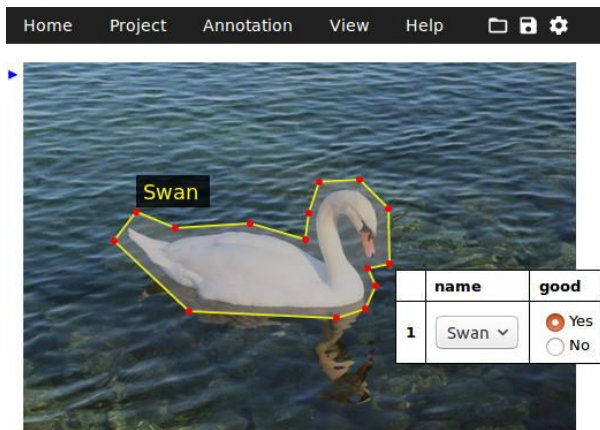 Home Project Annotation View Help
Swan
name good
1 Swan Yes
No